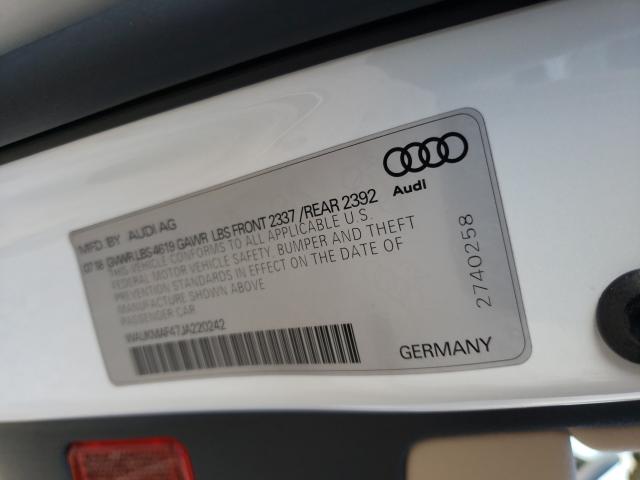 Audi
MFD. BY AUDI AG
07 18 GVWR LBS 4619 GAWR LBS FRONT 2337 / REAR 2392
THIS VEHICLE CONFORMS TO ALL APPLICABLE U.S.
FEDERAL MOTOR VEHICLE SAFETY, BUMPER AND THEFT
PREVENTION STANDARDS IN EFFECT ON THE DATE OF
MANUFACTURE SHOWN ABOVE
PASSENGER CAR
WAUKMAF47JA220242
GERMANY
2740258